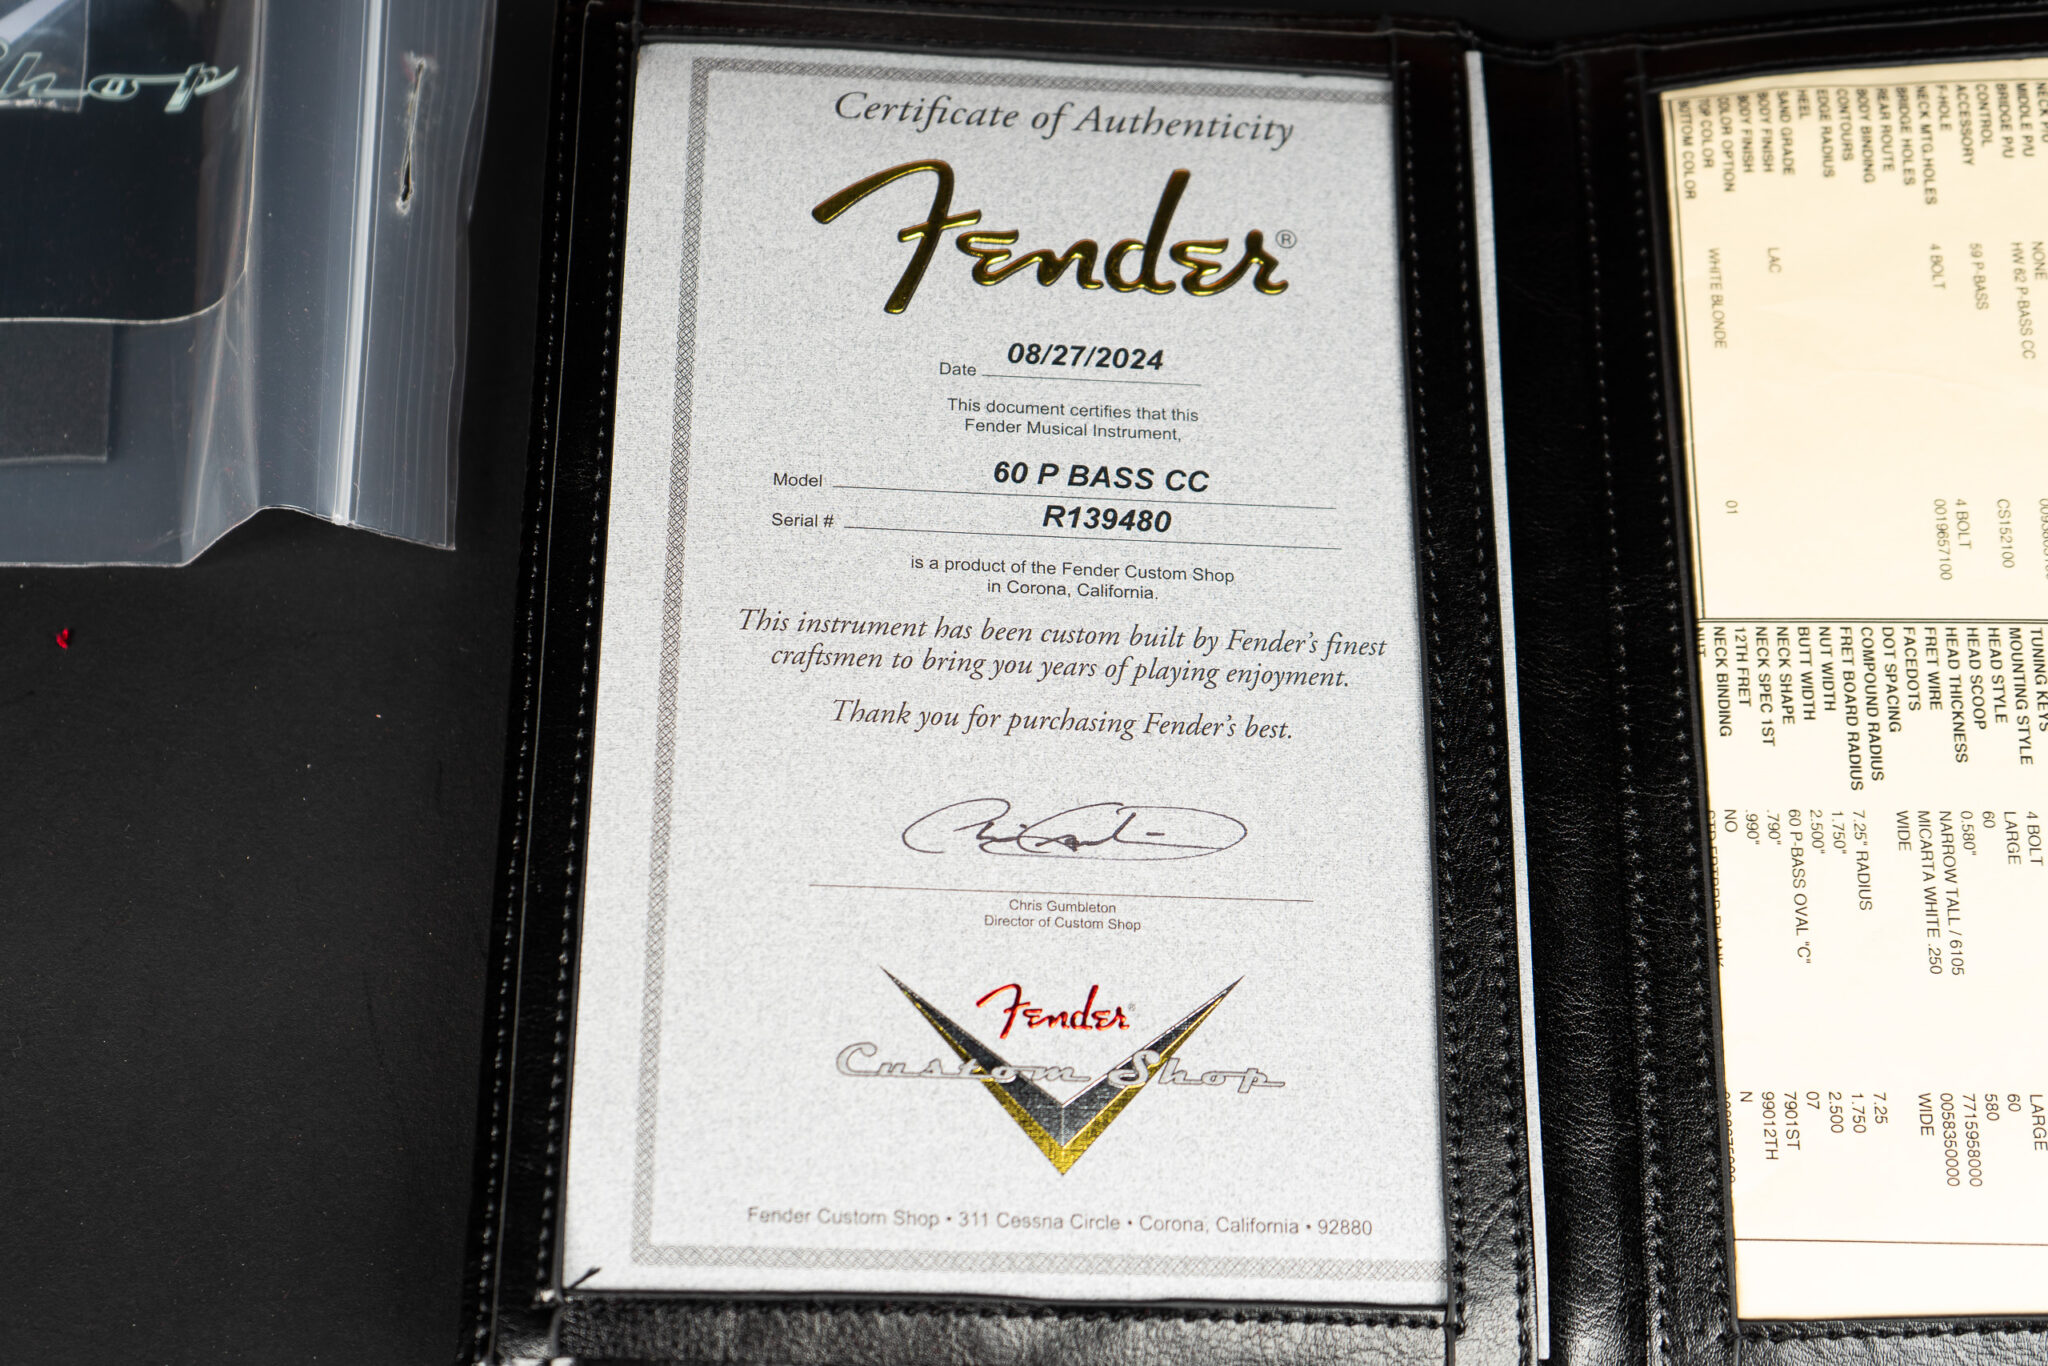 Shop
Certificate of Authenticity
Fender®
Date 08/27/2024
This document certifies that this
Fender Musical Instrument,
Model 60 P BASS CC
Serial # R139480
is a product of the Fender Custom Shop
in Corona, California.
This instrument has been custom built by Fender's finest
craftsmen to bring you years of playing enjoyment.
Thank you for purchasing Fender's best.
Chris Gumbleton
Director of Custom Shop
Fender®
Custom Shop
Fender Custom Shop • 311 Cessna Circle • Corona, California • 92880
NECK P/U NONE
MIDDLE P/U HW 62 P-BASS CC
BRIDGE P/U
CONTROL 59 P-BASS CS152100
ACCESSORY
F-HOLE 4 BOLT 4 BOLT
NECK MTG.HOLES 0019657100
BRIDGE HOLES
REAR ROUTE
BODY BINDING
CONTOURS
EDGE RADIUS
HEEL
SAND GRADE
BODY FINISH LAC
BODY FINISH
COLOR OPTION 01
TOP COLOR WHITE BLONDE
BOTTOM COLOR
TUNING KEYS
MOUNTING STYLE 4 BOLT LARGE
HEAD STYLE LARGE 60
HEAD SCOOP 60 580
HEAD THICKNESS 0.580" 7715958000
FRET WIRE NARROW TALL / 6105 0058350000
FACEDOTS MICARTA WHITE .250 WIDE
DOT SPACING WIDE
COMPOUND RADIUS
FRET BOARD RADIUS 7.25" RADIUS 7.25
NUT WIDTH 1.750" 1.750
BUTT WIDTH 2.500" 2.500
NECK SHAPE 60 P-BASS OVAL "C" 07
NECK SPEC 1ST .790" 7901ST
12TH FRET .990" 99012TH
NECK BINDING NO N
NUT